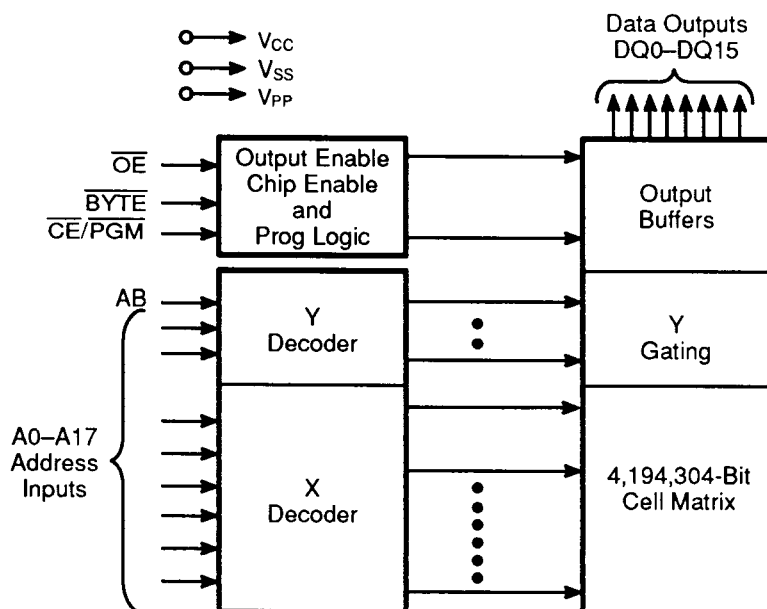 Data Outputs
DQ0–DQ15
VCC
VSS
VPP
OE
BYTE
CE/PGM
Output Enable
Chip Enable
and
Prog Logic
Output
Buffers
AB
Y
Decoder
Y
Gating
A0–A17
Address
Inputs
X
Decoder
4,194,304-Bit
Cell Matrix